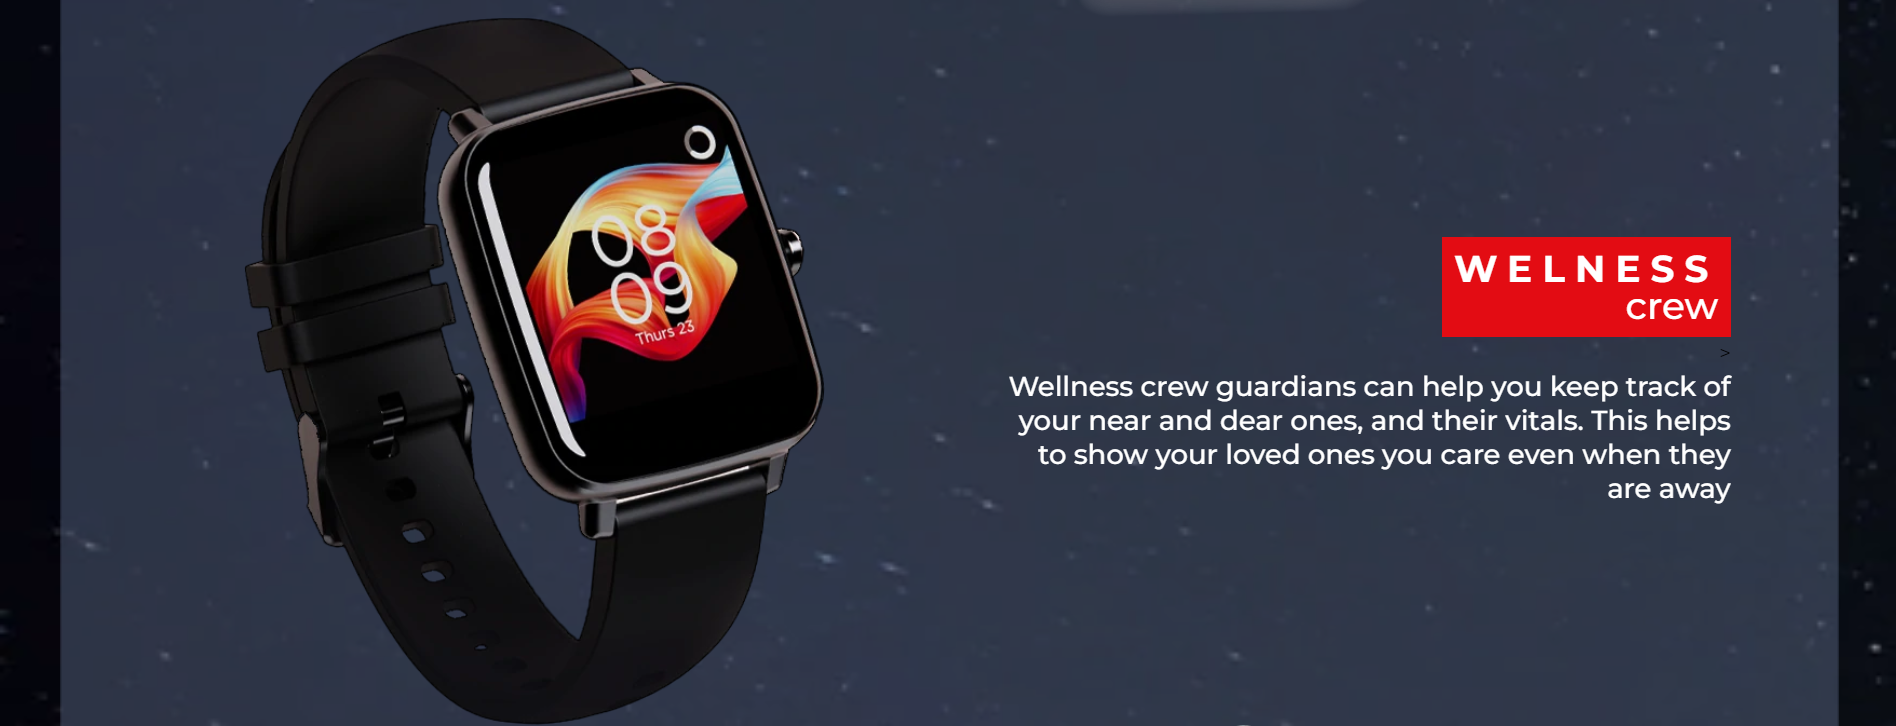 08
09
Thurs 23
WELNESS
crew
>
Wellness crew guardians can help you keep track of
your near and dear ones, and their vitals. This helps
to show your loved ones you care even when they
are away